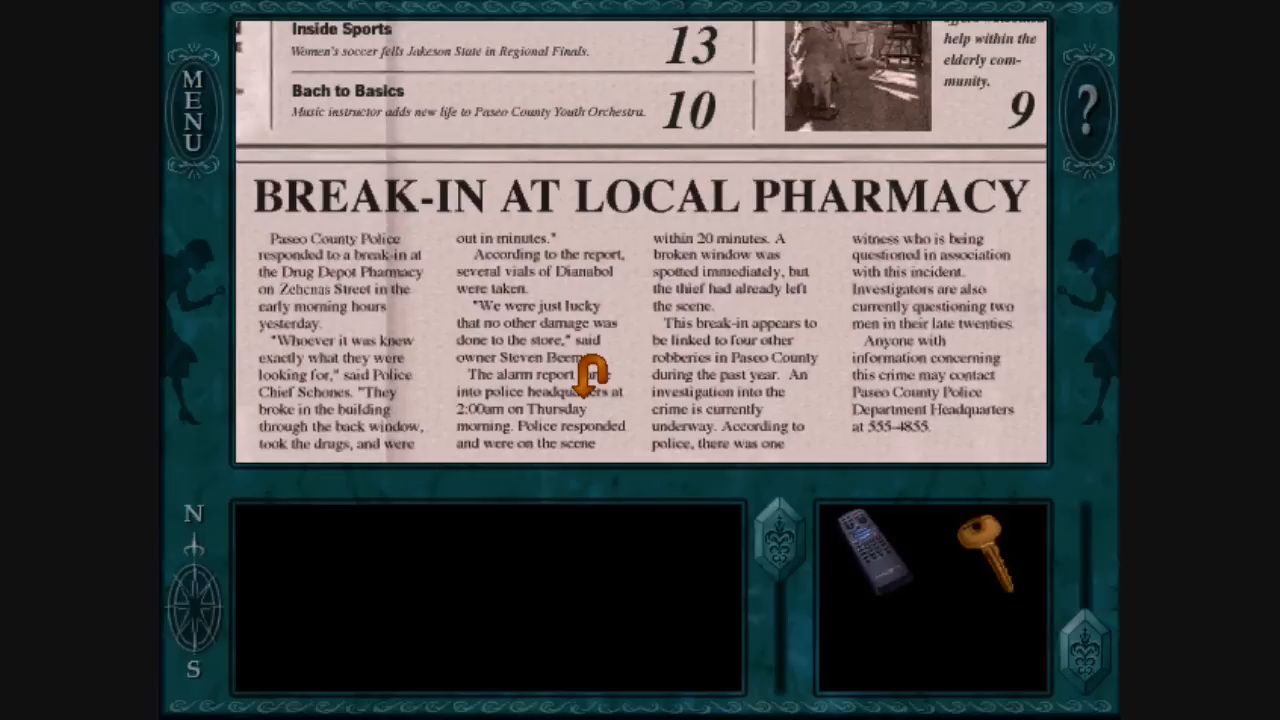 MENU
Inside Sports
Women's soccer fells Jakeson State in Regional Finals.
13
Bach to Basics
Music instructor adds new life to Paseo County Youth Orchestra.
10
help within the
elderly com-
munity.
9
?
BREAK-IN AT LOCAL PHARMACY
Paseo County Police
responded to a break-in at
the Drug Depot Pharmacy
on Zehenas Street in the
early morning hours
yesterday.
"Whoever it was knew
exactly what they were
looking for," said Police
Chief Schones. "They
broke in the building
through the back window,
took the drugs, and were
out in minutes."
According to the report,
several vials of Dianabol
were taken.
"We were just lucky
that no other damage was
done to the store," said
owner Steven
The alarm report
into police headquarters at
2:00am on Thursday
morning. Police responded
and were on the scene
within 20 minutes. A
broken window was
spotted immediately, but
the thief had already left
the scene.
This break-in appears to
be linked to four other
robberies in Paseo County
during the past year. An
investigation into the
crime is currently
underway. According to
police, there was one
witness who is being
questioned in association
with this incident.
Investigators are also
currently questioning two
men in their late twenties.
Anyone with
information concerning
this crime may contact
Paseo County Police
Department Headquarters
at 555-4855.
N
S